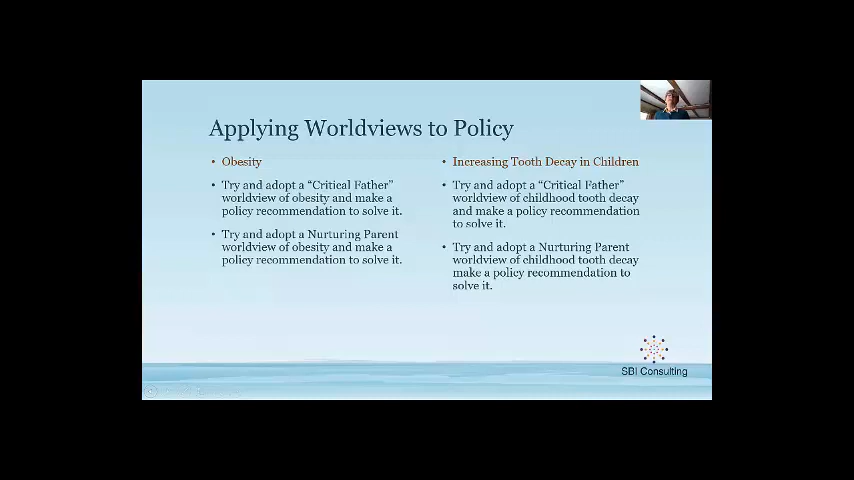 Applying Worldviews to Policy
• Obesity
• Try and adopt a “Critical Father”
worldview of obesity and make a
policy recommendation to solve it.
• Try and adopt a Nurturing Parent
worldview of obesity and make a
policy recommendation to solve it.
• Increasing Tooth Decay in Children
• Try and adopt a “Critical Father”
worldview of childhood tooth decay
and make a policy recommendation
to solve it.
• Try and adopt a Nurturing Parent
worldview of childhood tooth decay
make a policy recommendation to
solve it.
SBI Consulting